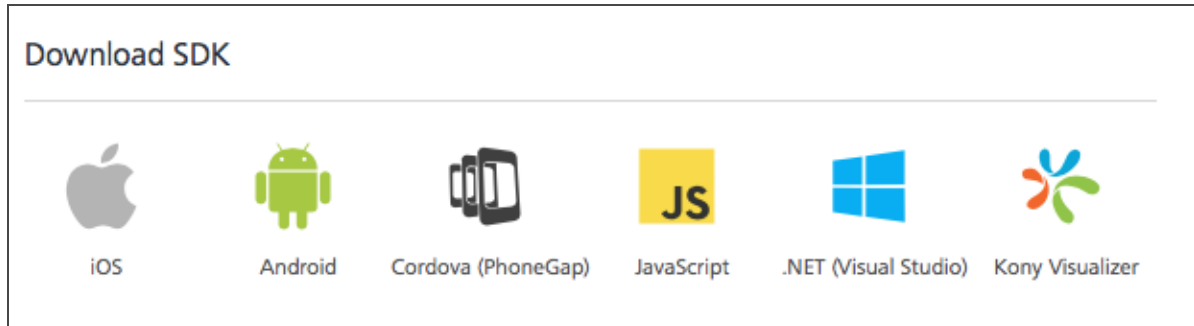 Download SDK
JS
iOS Android Cordova (PhoneGap) JavaScript .NET (Visual Studio) Kony Visualizer